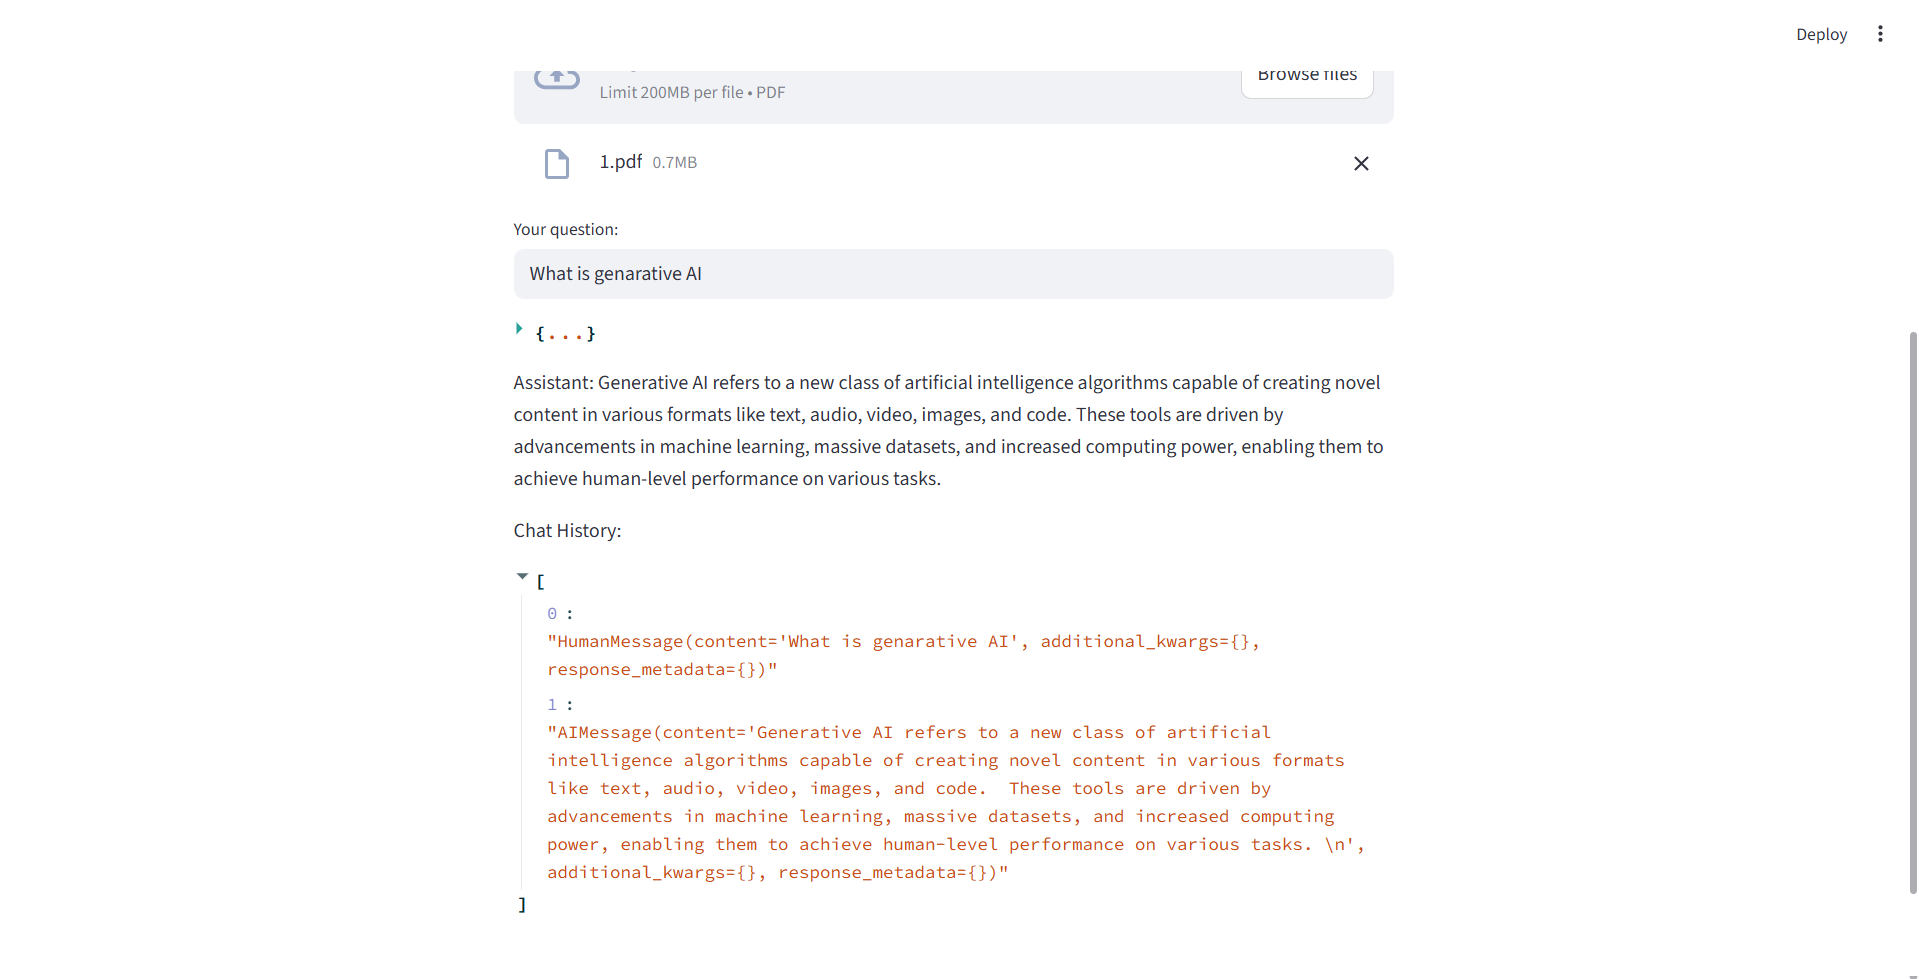 Deploy
Browse files
Limit 200MB per file • PDF
1.pdf 0.7MB
Your question:
What is genarative AI
{...}
Assistant: Generative AI refers to a new class of artificial intelligence algorithms capable of creating novel
content in various formats like text, audio, video, images, and code. These tools are driven by
advancements in machine learning, massive datasets, and increased computing power, enabling them to
achieve human-level performance on various tasks.
Chat History:
[
0 :
"HumanMessage(content='What is genarative AI', additional_kwargs={},
response_metadata={})"
1 :
"AIMessage(content='Generative AI refers to a new class of artificial
intelligence algorithms capable of creating novel content in various formats
like text, audio, video, images, and code.  These tools are driven by
advancements in machine learning, massive datasets, and increased computing
power, enabling them to achieve human-level performance on various tasks. \n',
additional_kwargs={}, response_metadata={})"
]